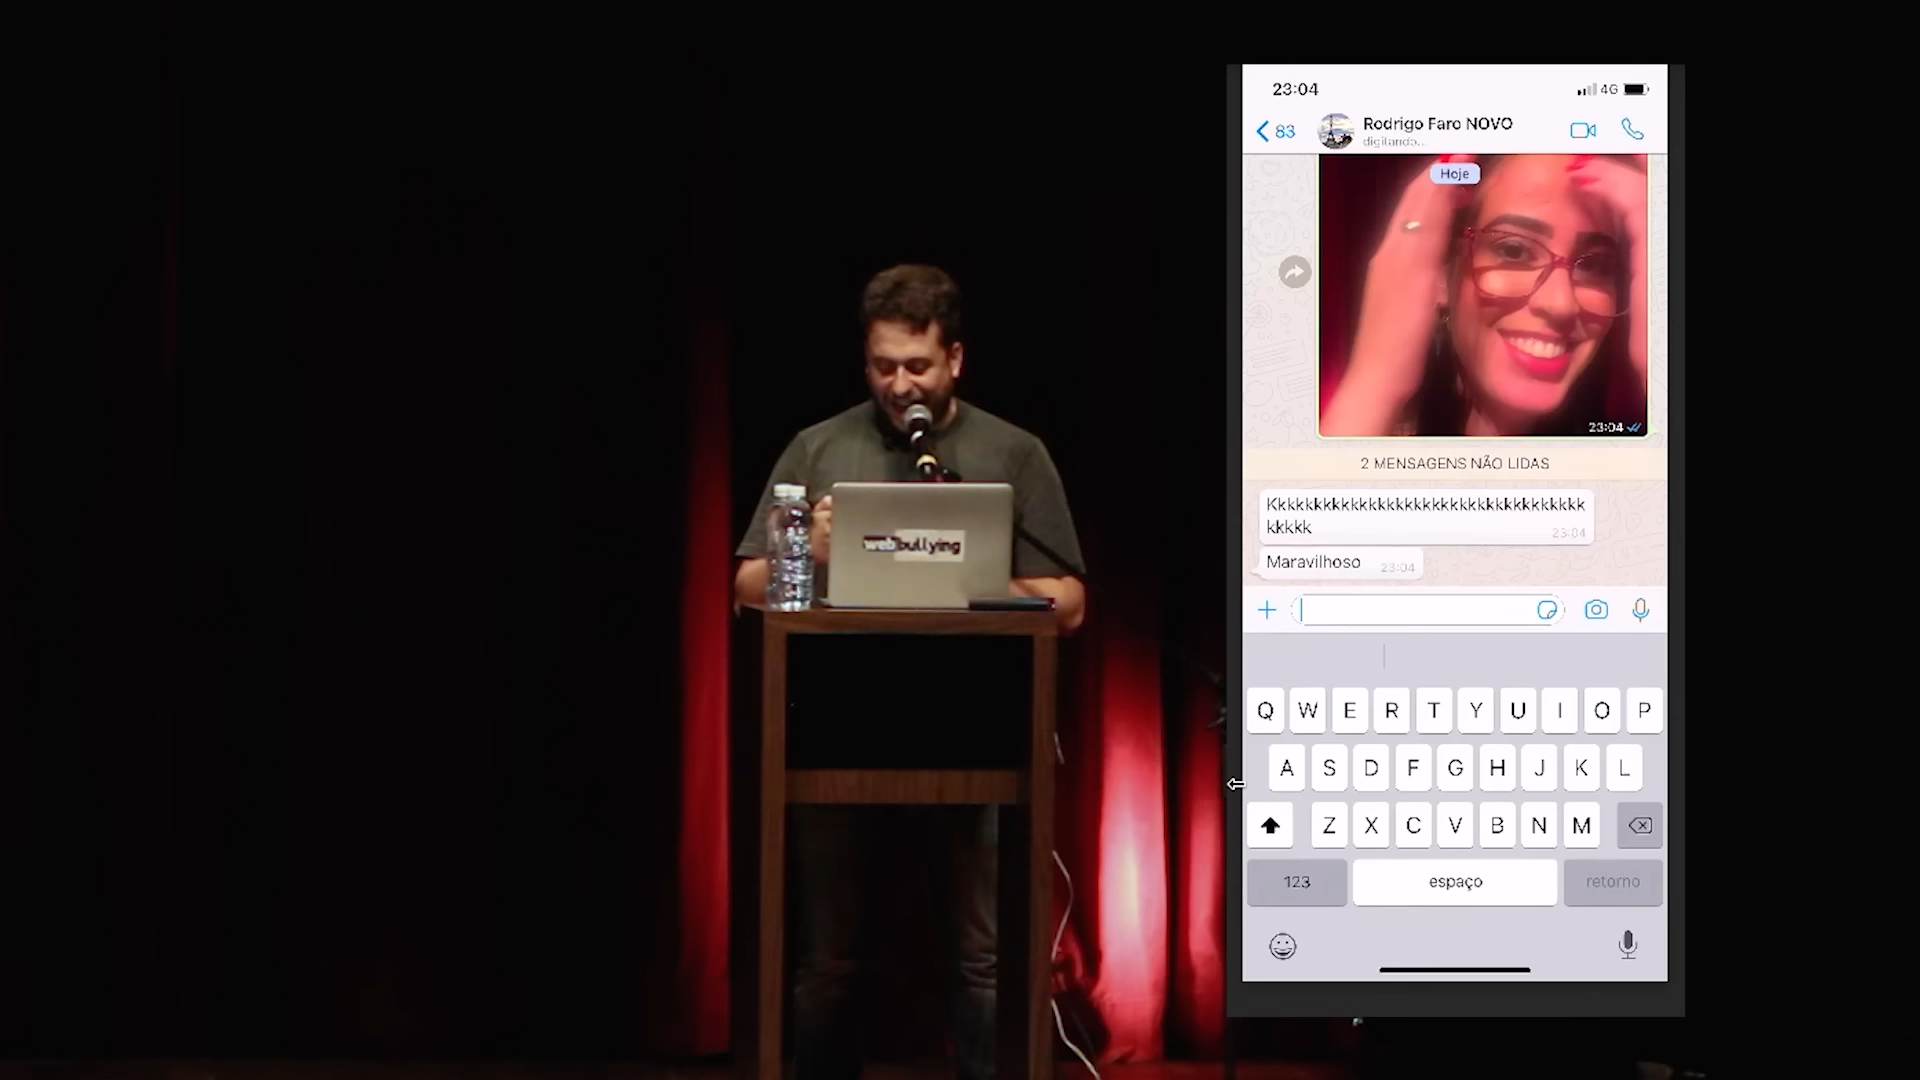 23:04
4G
83
Rodrigo Faro NOVO
digitando...
Hoje
23:04
2 MENSAGENS NÃO LIDAS
Kkkkkkkkkkkkkkkkkkkkkkkkkkkkkkkkkkk
kkkkk
23:04
Maravilhoso
23:04
webbullying
Q W E R T Y U I O P
A S D F G H J K L
Z X C V B N M
123
espaço
retorno